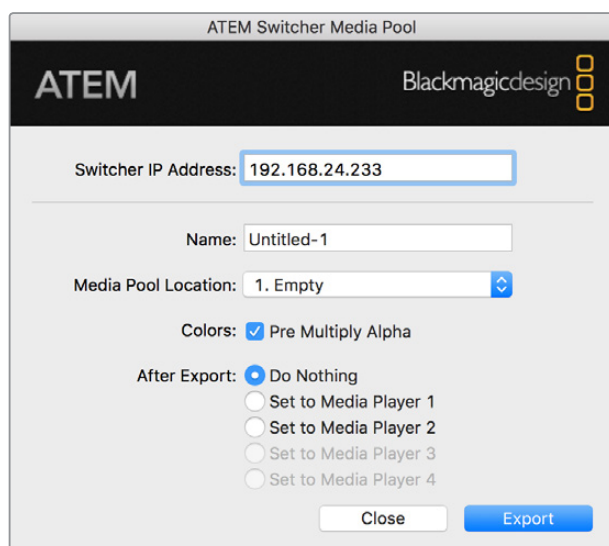 ATEM Switcher Media Pool
ATEM
Blackmagicdesign
Switcher IP Address: 192.168.24.233
Name: Untitled-1
Media Pool Location: 1. Empty
Colors: Pre Multiply Alpha
After Export: Do Nothing
Set to Media Player 1
Set to Media Player 2
Set to Media Player 3
Set to Media Player 4
Close Export